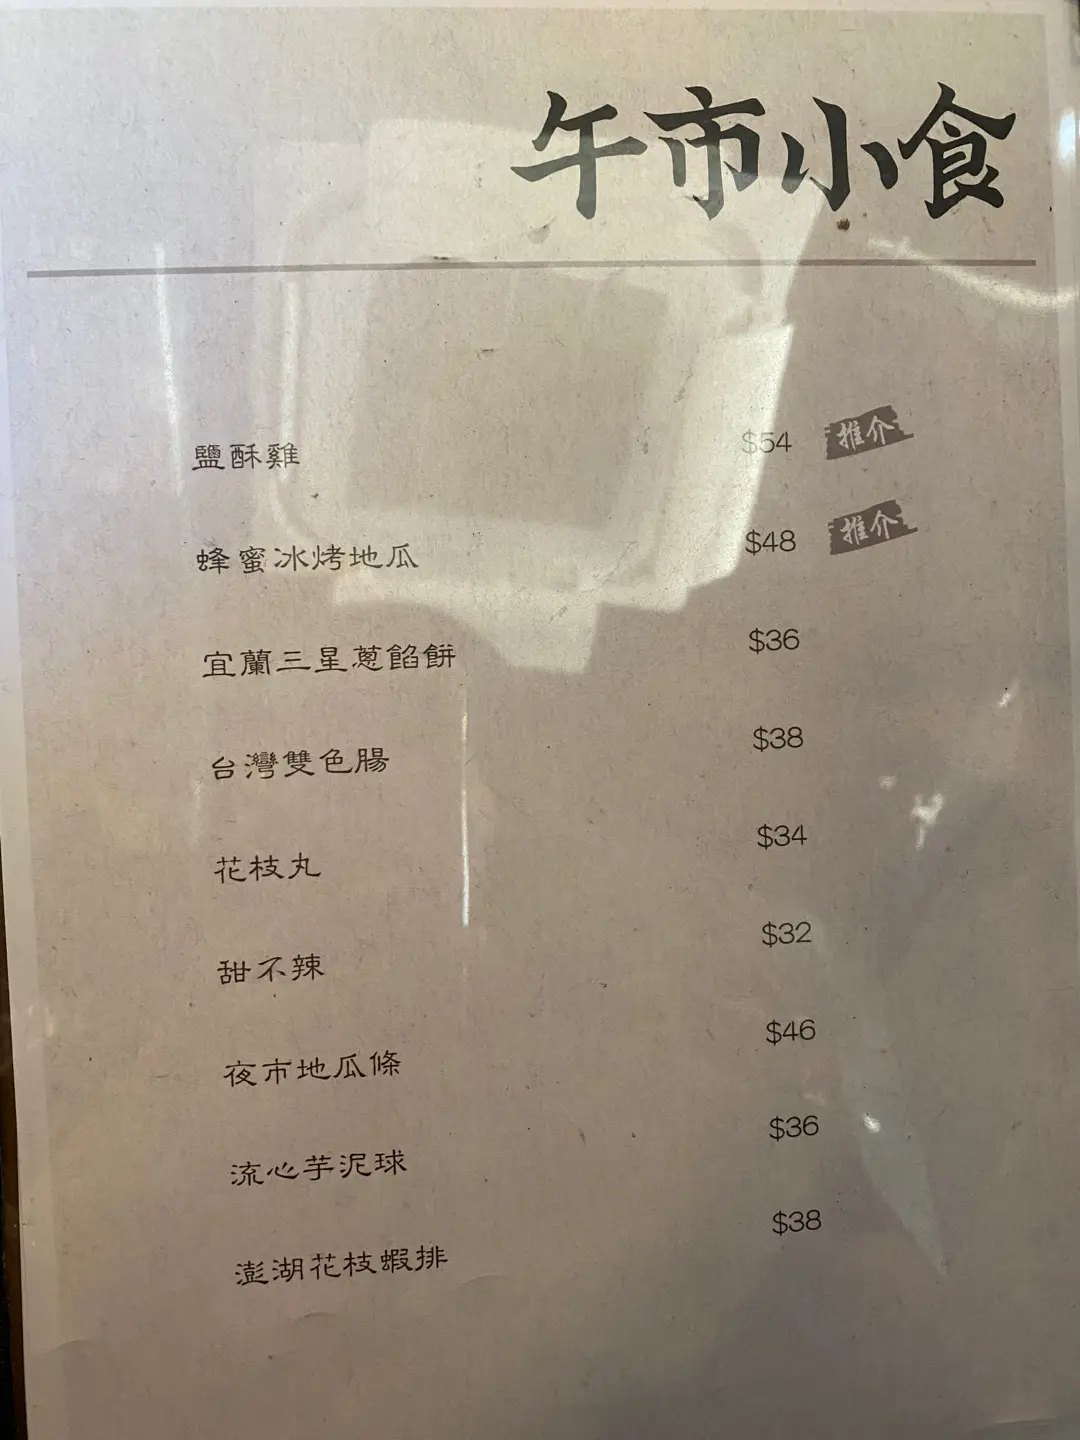 午市小食
鹽酥雞 $54 推介
蜂蜜冰烤地瓜 $48 推介
宜蘭三星蔥餡餅 $36
台灣雙色腸 $38
花枝丸 $34
甜不辣 $32
夜市地瓜條 $46
流心芋泥球 $36
澎湖花枝蝦排 $38